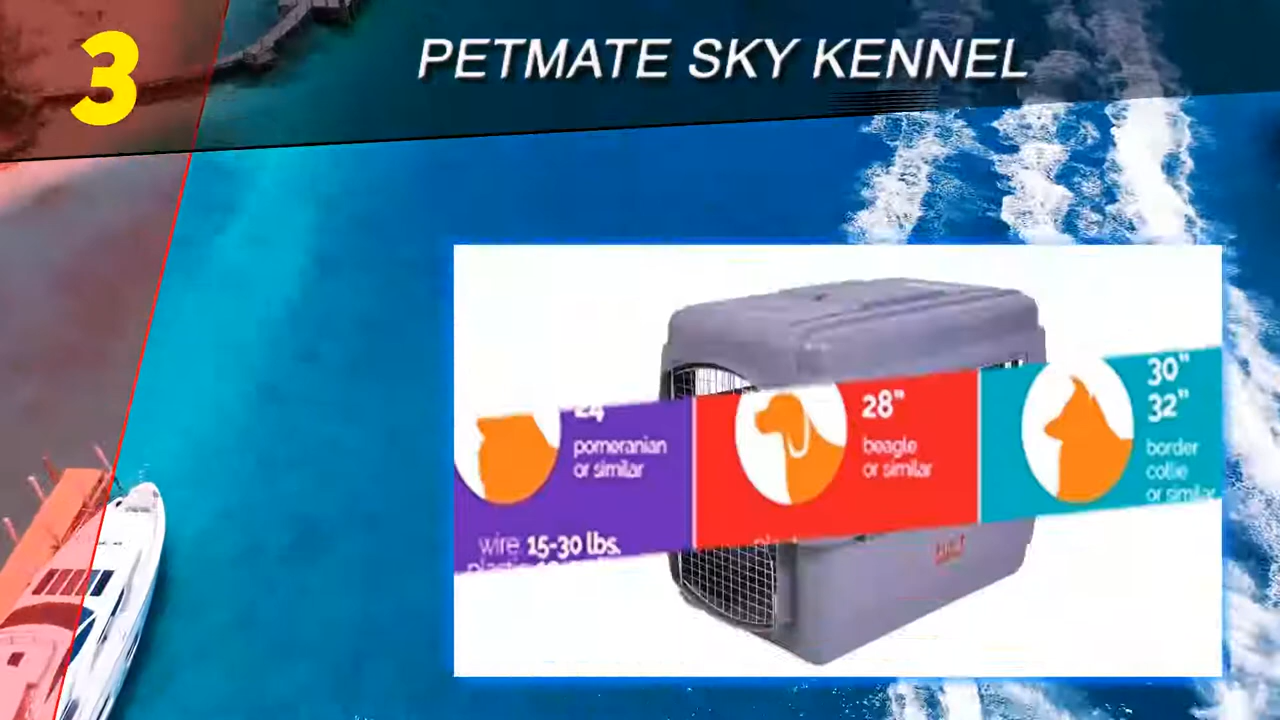 3
PETMATE SKY KENNEL
pomeranian
or similar
wire: 15-30 lbs.
28"
beagle
or similar
30"
32"
border
collie
or similar